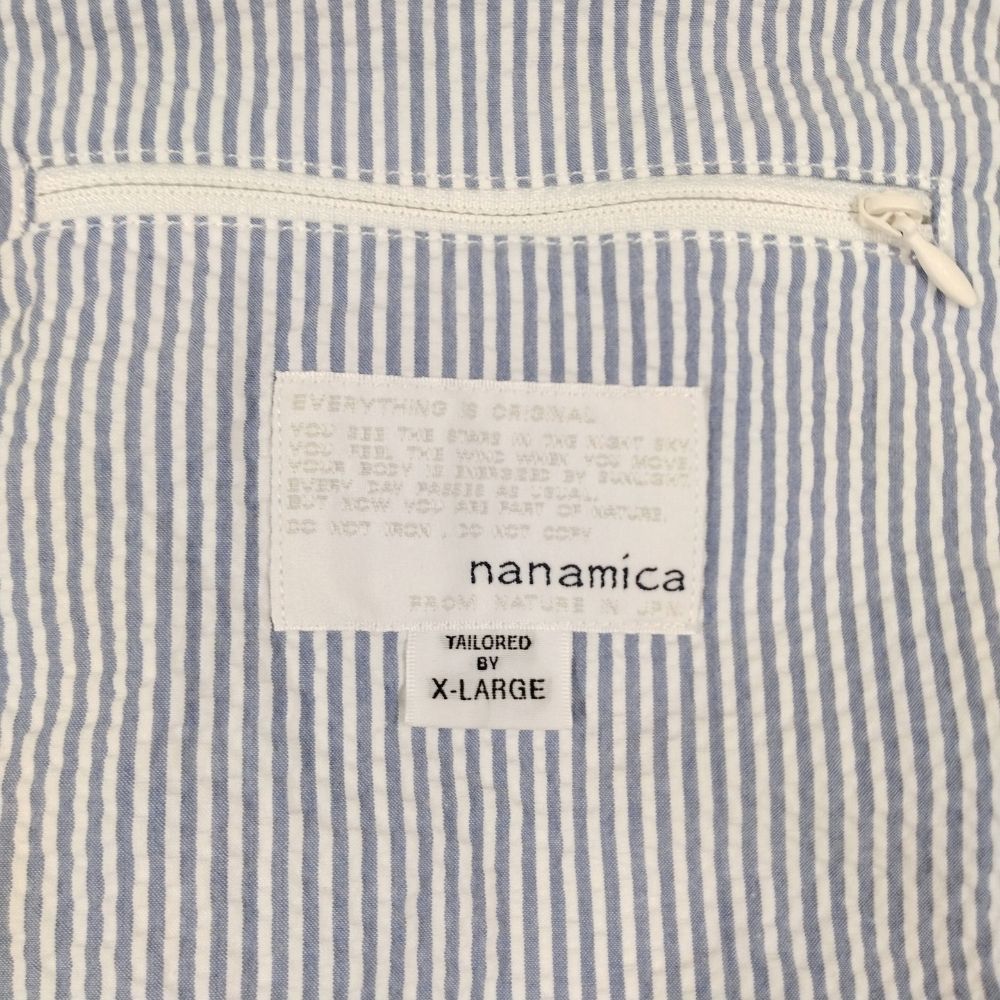 EVERYTHING IS ORIGINAL
YOU SEE THE STARS IN THE NIGHT SKY
YOU FEEL THE WIND WHEN YOU MOVE
YOUR BODY IS ENERGIZED BY SUNLIGHT
EVERY DAY PASSES AS USUAL.
BUT NOW YOU ARE PART OF NATURE.
DO NOT IRON , DO NOT COPY
nanamica
FROM NATURE IN JPN.
TAILORED
BY
X-LARGE